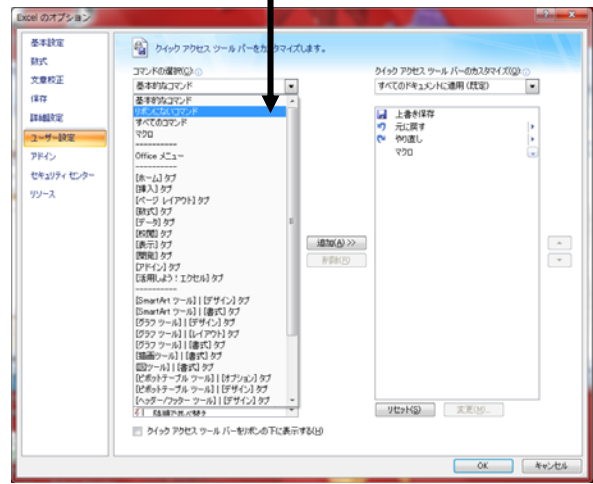 Excel のオプション
基本設定
数式
文章校正
保存
詳細設定
ユーザー設定
アドイン
セキュリティ センター
リソース
クイック アクセス ツール バーをカスタマイズします。
コマンドの選択(C):
基本的なコマンド
基本的なコマンド
リボンにないコマンド
すべてのコマンド
マクロ
----------
Office メニュー
----------
[ホーム] タブ
[挿入] タブ
[ページ レイアウト] タブ
[数式] タブ
[データ] タブ
[校閲] タブ
[表示] タブ
[開発] タブ
[アドイン] タブ
[活用しよう！エクセル] タブ
----------
[SmartArt ツール] | [デザイン] タブ
[SmartArt ツール] | [書式] タブ
[グラフ ツール] | [デザイン] タブ
[グラフ ツール] | [レイアウト] タブ
[グラフ ツール] | [書式] タブ
[描画ツール] | [書式] タブ
[図ツール] | [書式] タブ
[ピボットテーブル ツール] | [オプション] タブ
[ピボットテーブル ツール] | [デザイン] タブ
[ヘッダー/フッター ツール] | [デザイン] タブ
クイック アクセス ツール バーをリボンの下に表示する(H)
追加(A) >>
削除(R)
クイック アクセス ツール バーのカスタマイズ(Q):
すべてのドキュメントに適用 (既定)
上書き保存
元に戻す
やり直し
マクロ
リセット(S)
変更(M)...
OK
キャンセル